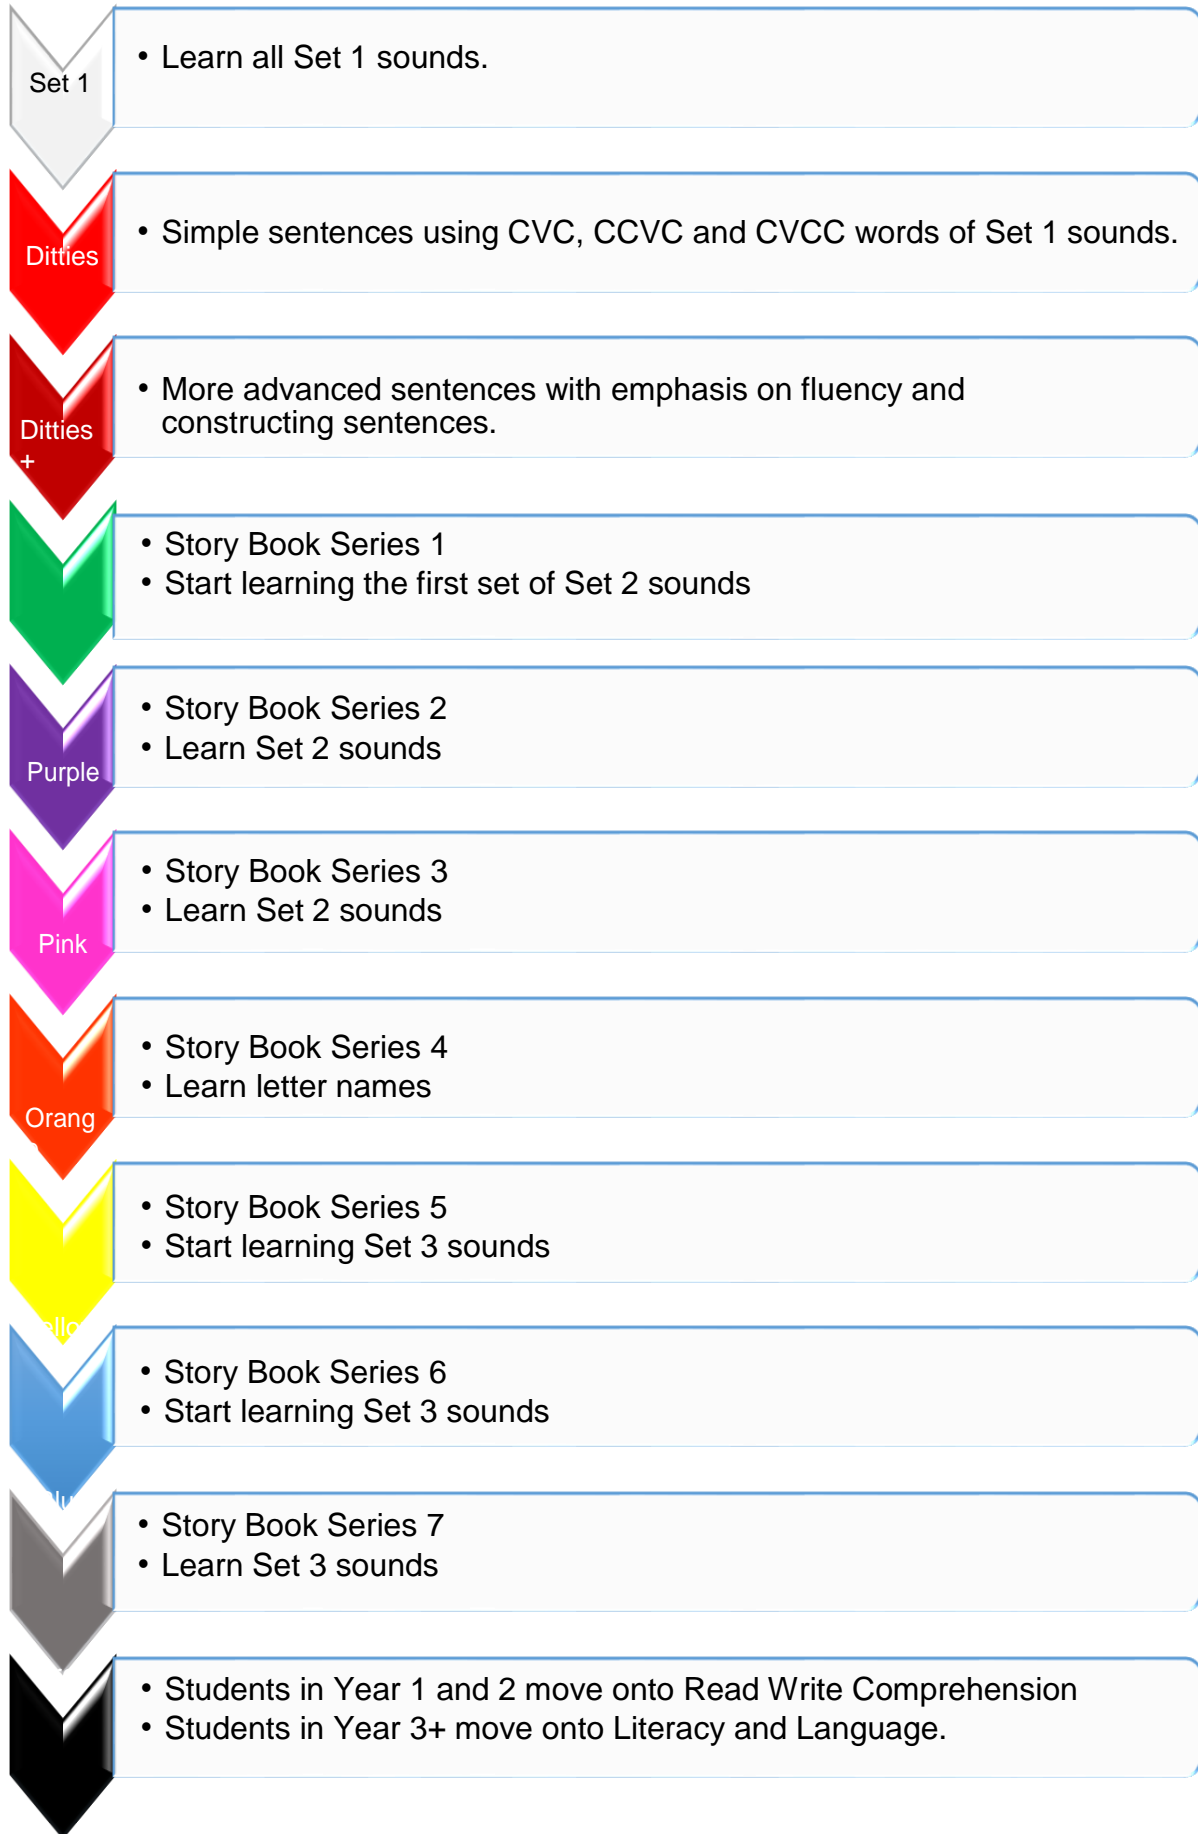 Set 1
• Learn all Set 1 sounds.
Ditties
• Simple sentences using CVC, CCVC and CVCC words of Set 1 sounds.
Ditties
+
• More advanced sentences with emphasis on fluency and
constructing sentences.
• Story Book Series 1
• Start learning the first set of Set 2 sounds
Purple
• Story Book Series 2
• Learn Set 2 sounds
Pink
• Story Book Series 3
• Learn Set 2 sounds
Orang
• Story Book Series 4
• Learn letter names
• Story Book Series 5
• Start learning Set 3 sounds
ello
• Story Book Series 6
• Start learning Set 3 sounds
lu
• Story Book Series 7
• Learn Set 3 sounds
• Students in Year 1 and 2 move onto Read Write Comprehension
• Students in Year 3+ move onto Literacy and Language.